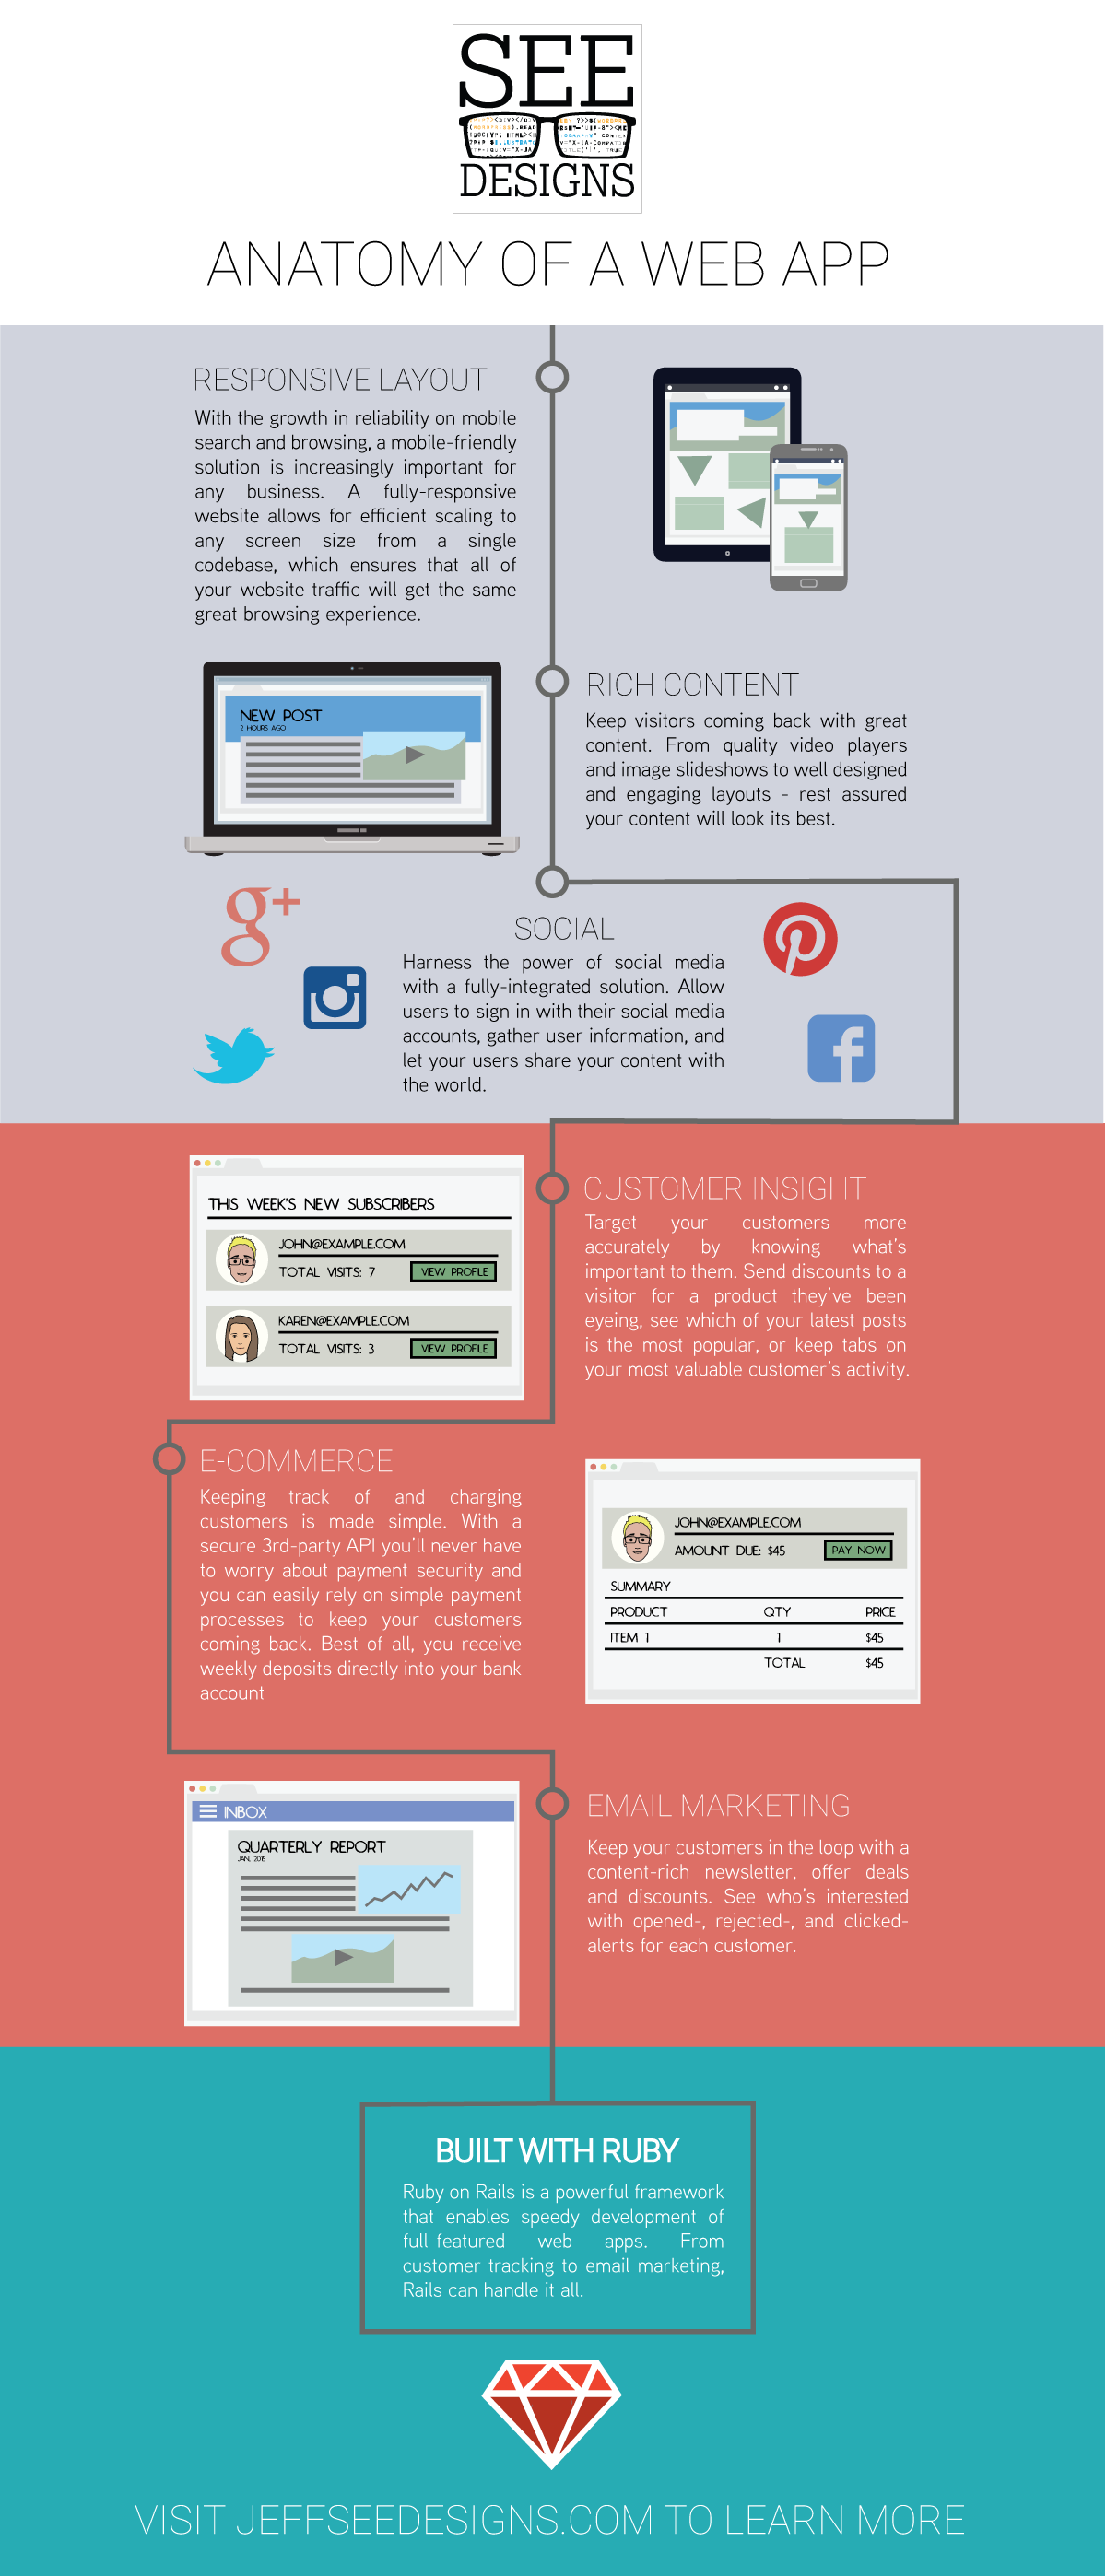 SEE
DESIGNS
ANATOMY OF A WEB APP
RESPONSIVE LAYOUT
With the growth in reliability on mobile
search and browsing, a mobile-friendly
solution is increasingly important for
any business. A fully-responsive
website allows for efficient scaling to
any screen size from a single
codebase, which ensures that all of
your website traffic will get the same
great browsing experience.
NEW POST
2 HOURS AGO
RICH CONTENT
Keep visitors coming back with great
content. From quality video players
and image slideshows to well designed
and engaging layouts - rest assured
your content will look its best.
g+
SOCIAL
Harness the power of social media
with a fully-integrated solution. Allow
users to sign in with their social media
accounts, gather user information, and
let your users share your content with
the world.
THIS WEEK'S NEW SUBSCRIBERS
JOHN@EXAMPLE.COM
TOTAL VISITS: 7 VIEW PROFILE
KAREN@EXAMPLE.COM
TOTAL VISITS: 3 VIEW PROFILE
CUSTOMER INSIGHT
Target your customers more
accurately by knowing what's
important to them. Send discounts to a
visitor for a product they've been
eyeing, see which of your latest posts
is the most popular, or keep tabs on
your most valuable customer's activity.
E-COMMERCE
Keeping track of and charging
customers is made simple. With a
secure 3rd-party API you'll never have
to worry about payment security and
you can easily rely on simple payment
processes to keep your customers
coming back. Best of all, you receive
weekly deposits directly into your bank
account
JOHN@EXAMPLE.COM
AMOUNT DUE: $45 PAY NOW
SUMMARY
PRODUCT QTY PRICE
ITEM 1 1 $45
TOTAL $45
INBOX
QUARTERLY REPORT
JAN. 2015
EMAIL MARKETING
Keep your customers in the loop with a
content-rich newsletter, offer deals
and discounts. See who's interested
with opened-, rejected-, and clicked-
alerts for each customer.
BUILT WITH RUBY
Ruby on Rails is a powerful framework
that enables speedy development of
full-featured web apps. From
customer tracking to email marketing,
Rails can handle it all.
VISIT JEFFSEEDESIGNS.COM TO LEARN MORE